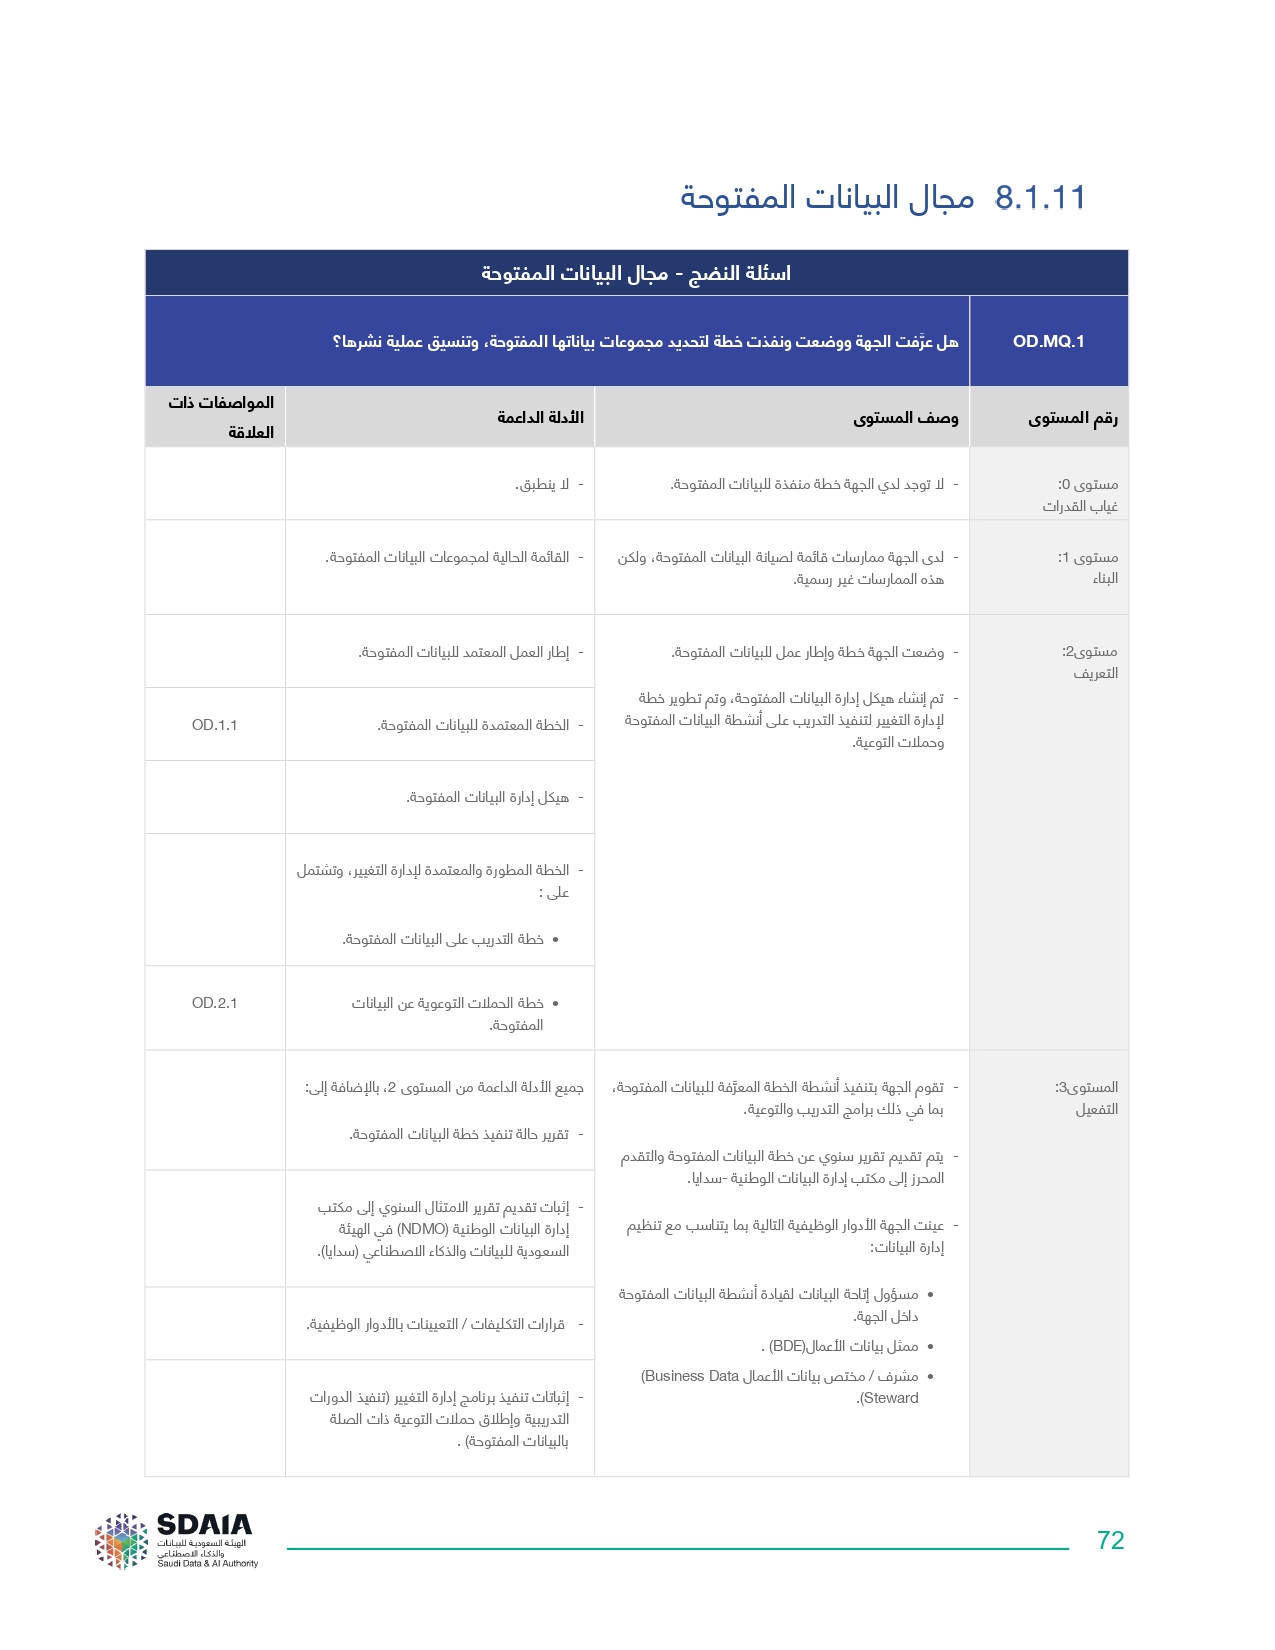 8.1.11 مجال البيانات المفتوحة
اسئلة النضج - مجال البيانات المفتوحة
OD.MQ.1
هل عرَّفت الجهة ووضعت ونفذت خطة لتحديد مجموعات بياناتها المفتوحة، وتنسيق عملية نشرها؟
رقم المستوى
وصف المستوى
الأدلة الداعمة
المواصفات ذات
العلاقة
مستوى 0:
غياب القدرات
- لا توجد لدي الجهة خطة منفذة للبيانات المفتوحة.
- لا ينطبق.
مستوى 1:
البناء
- لدى الجهة ممارسات قائمة لصيانة البيانات المفتوحة، ولكن
هذه الممارسات غير رسمية.
- القائمة الحالية لمجموعات البيانات المفتوحة.
مستوى2:
التعريف
- وضعت الجهة خطة وإطار عمل للبيانات المفتوحة.
- تم إنشاء هيكل إدارة البيانات المفتوحة، وتم تطوير خطة
لإدارة التغيير لتنفيذ التدريب على أنشطة البيانات المفتوحة
وحملات التوعية.
- إطار العمل المعتمد للبيانات المفتوحة.
- الخطة المعتمدة للبيانات المفتوحة.
OD.1.1
- هيكل إدارة البيانات المفتوحة.
- الخطة المطورة والمعتمدة لإدارة التغيير، وتشتمل
على :
• خطة التدريب على البيانات المفتوحة.
• خطة الحملات التوعوية عن البيانات
المفتوحة.
OD.2.1
المستوى3:
التفعيل
- تقوم الجهة بتنفيذ أنشطة الخطة المعرَّفة للبيانات المفتوحة،
بما في ذلك برامج التدريب والتوعية.
- يتم تقديم تقرير سنوي عن خطة البيانات المفتوحة والتقدم
المحرز إلى مكتب إدارة البيانات الوطنية -سدايا.
- عينت الجهة الأدوار الوظيفية التالية بما يتناسب مع تنظيم
إدارة البيانات:
• مسؤول إتاحة البيانات لقيادة أنشطة البيانات المفتوحة
داخل الجهة.
• ممثل بيانات الأعمال(BDE) .
• مشرف / مختص بيانات الأعمال Business Data)
Steward).
جميع الأدلة الداعمة من المستوى 2، بالإضافة إلى:
- تقرير حالة تنفيذ خطة البيانات المفتوحة.
- إثبات تقديم تقرير الامتثال السنوي إلى مكتب
إدارة البيانات الوطنية (NDMO) في الهيئة
السعودية للبيانات والذكاء الاصطناعي (سدايا).
- قرارات التكليفات / التعيينات بالأدوار الوظيفية.
- إثباتات تنفيذ برنامج إدارة التغيير (تنفيذ الدورات
التدريبية وإطلاق حملات التوعية ذات الصلة
بالبيانات المفتوحة) .
SDAIA
الهيئة السعودية للبيانات
والذكاء الاصطناعي
Saudi Data & AI Authority
72